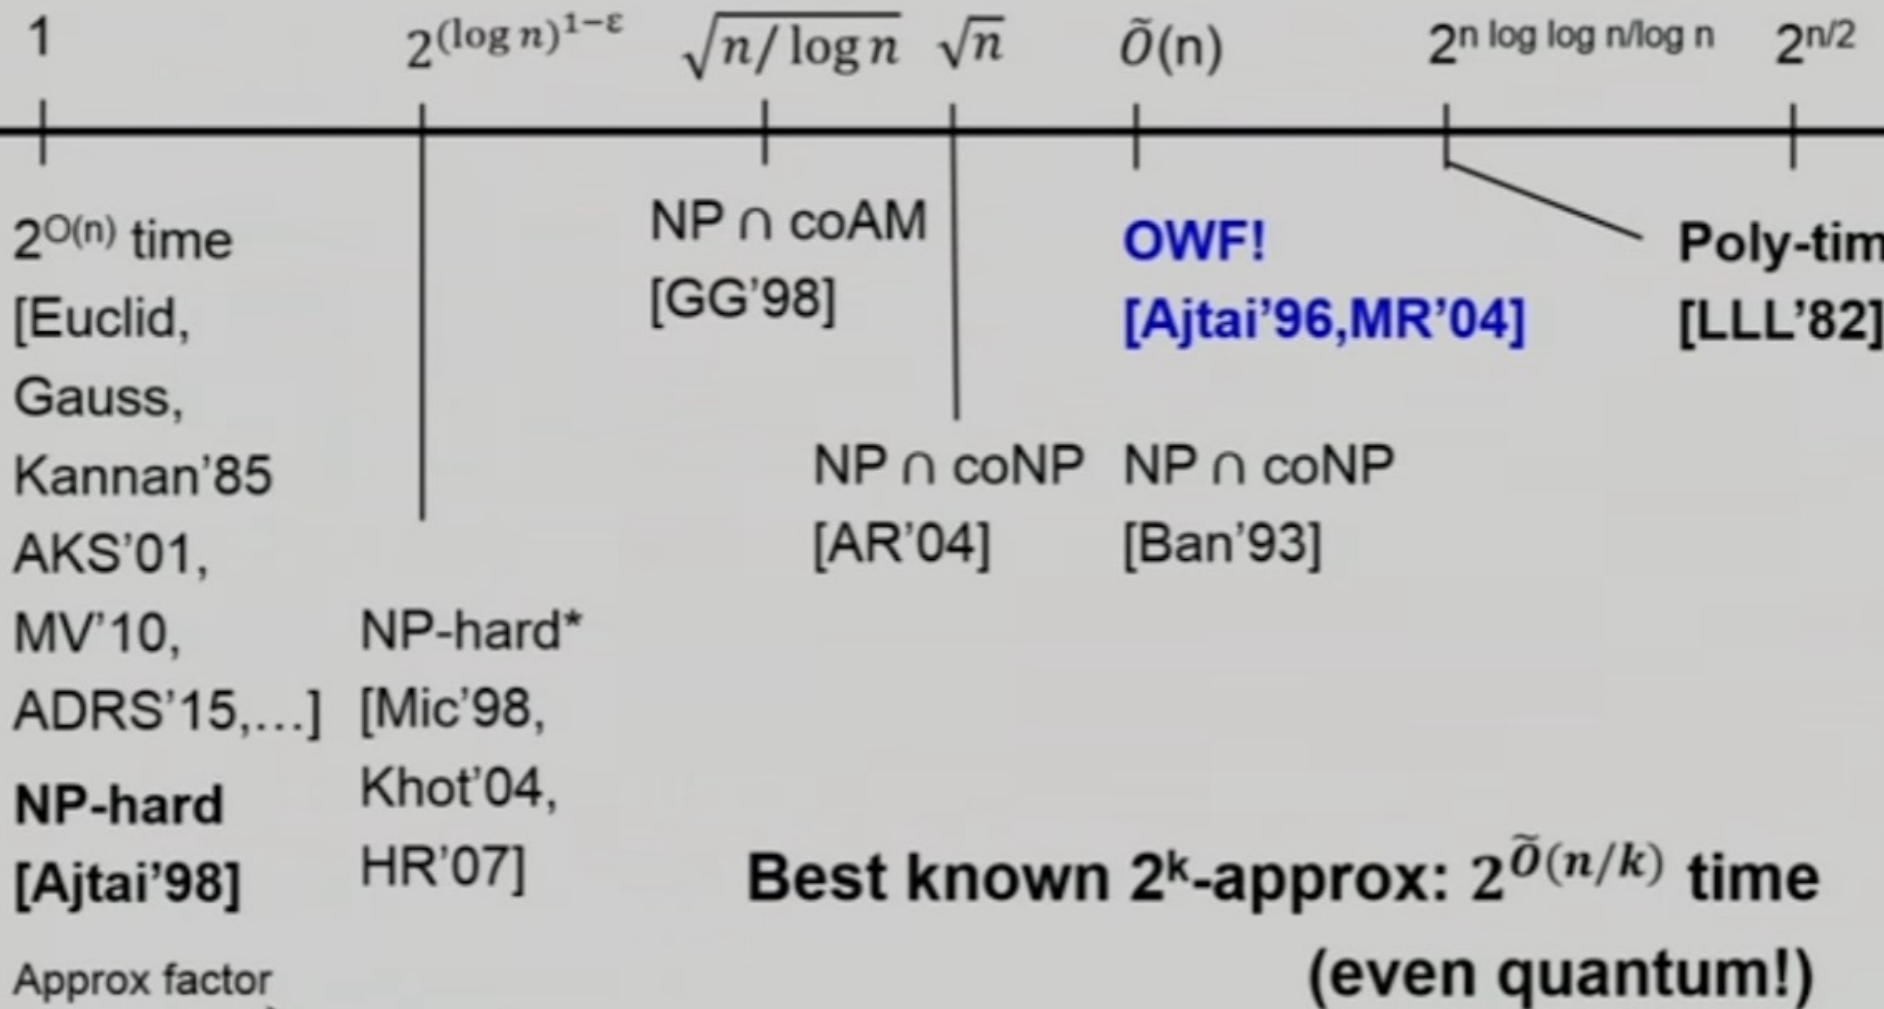 1 2^{(log n)^{1−ε}} √(n/log n) √n Õ(n) 2^{n log log n/log n} 2^{n/2}
2^{O(n)} time
[Euclid,
Gauss,
Kannan’85
AKS’01,
MV’10,
ADRS’15,…]
NP-hard
[Ajtai’98]
NP-hard*
[Mic’98,
Khot’04,
HR’07]
NP ∩ coAM
[GG’98]
NP ∩ coNP
[AR’04]
OWF!
[Ajtai’96,MR’04]
NP ∩ coNP
[Ban’93]
Poly-tim
[LLL’82]
Best known 2^k-approx: 2^{Õ(n/k)} time
(even quantum!)
Approx factor